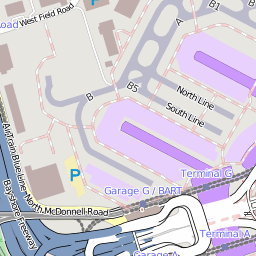 Road
West Field Road
P
A
B1
B5
B
North Line
South Line
P
Terminal G
Garage G / BART
North McDonnell Road
AirTrain Blue Line
Bayshore Freeway
Terminal A
Garage A